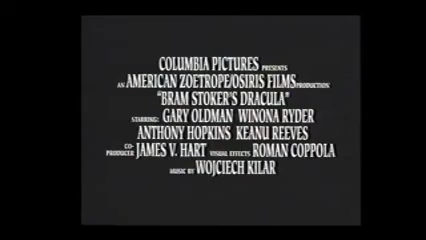 COLUMBIA PICTURES PRESENTS
AN AMERICAN ZOETROPE/OSIRIS FILMS PRODUCTION
"BRAM STOKER'S DRACULA"
STARRING: GARY OLDMAN WINONA RYDER
ANTHONY HOPKINS KEANU REEVES
CO-PRODUCER JAMES V. HART VISUAL EFFECTS ROMAN COPPOLA
MUSIC BY WOJCIECH KILAR